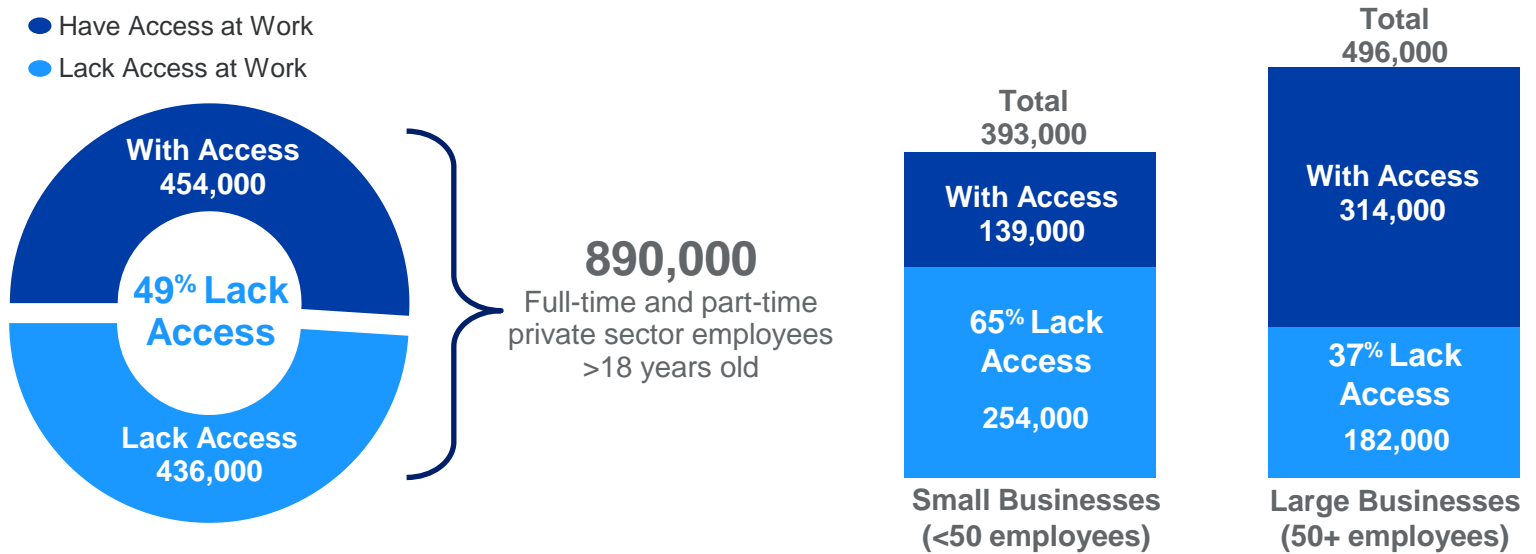 Have Access at Work
Lack Access at Work
With Access
454,000
49% Lack
Access
Lack Access
436,000
890,000
Full-time and part-time
private sector employees
>18 years old
Total
393,000
With Access
139,000
65% Lack
Access
254,000
Small Businesses
(<50 employees)
Total
496,000
With Access
314,000
37% Lack
Access
182,000
Large Businesses
(50+ employees)